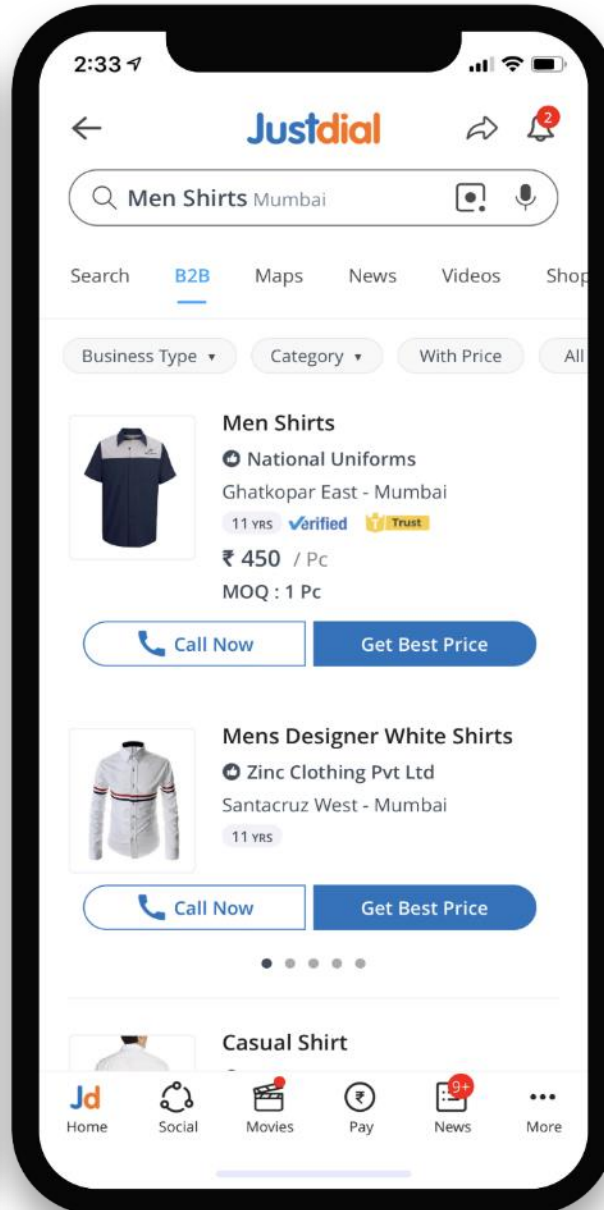 2:33
Justdial
2
Men Shirts Mumbai
Search B2B Maps News Videos Shop
Business Type Category With Price All
Men Shirts
National Uniforms
Ghatkopar East - Mumbai
11 YRS Verified Trust
₹ 450 / Pc
MOQ : 1 Pc
Call Now Get Best Price
Mens Designer White Shirts
Zinc Clothing Pvt Ltd
Santacruz West - Mumbai
11 YRS
Call Now Get Best Price
Casual Shirt
Jd 9+
Home Social Movies Pay News More